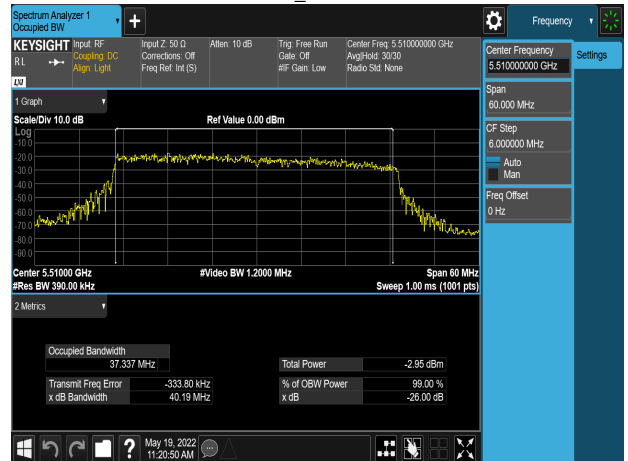 Spectrum Analyzer 1
Occupied BW
Frequency
KEYSIGHT
R L
LXI
Input: RF
Coupling: DC
Align: Light
Input Z: 50 Ω
Corrections: Off
Freq Ref: Int (S)
Atten: 10 dB
Trig: Free Run
Gate: Off
#IF Gain: Low
Center Freq: 5.510000000 GHz
Avg|Hold: 30/30
Radio Std: None
Center Frequency
5.510000000 GHz
Settings
Span
60.000 MHz
CF Step
6.000000 MHz
Auto
Man
Freq Offset
0 Hz
1 Graph
Scale/Div 10.0 dB
Ref Value 0.00 dBm
Log
-10.0
-20.0
-30.0
-40.0
-50.0
-60.0
-70.0
-80.0
-90.0
Center 5.51000 GHz
#Video BW 1.2000 MHz
Span 60 MHz
#Res BW 390.00 kHz
Sweep 1.00 ms (1001 pts)
2 Metrics
Occupied Bandwidth
37.337 MHz
Total Power -2.95 dBm
Transmit Freq Error -333.80 kHz
% of OBW Power 99.00 %
x dB Bandwidth 40.19 MHz
x dB -26.00 dB
?
May 19, 2022
11:20:50 AM